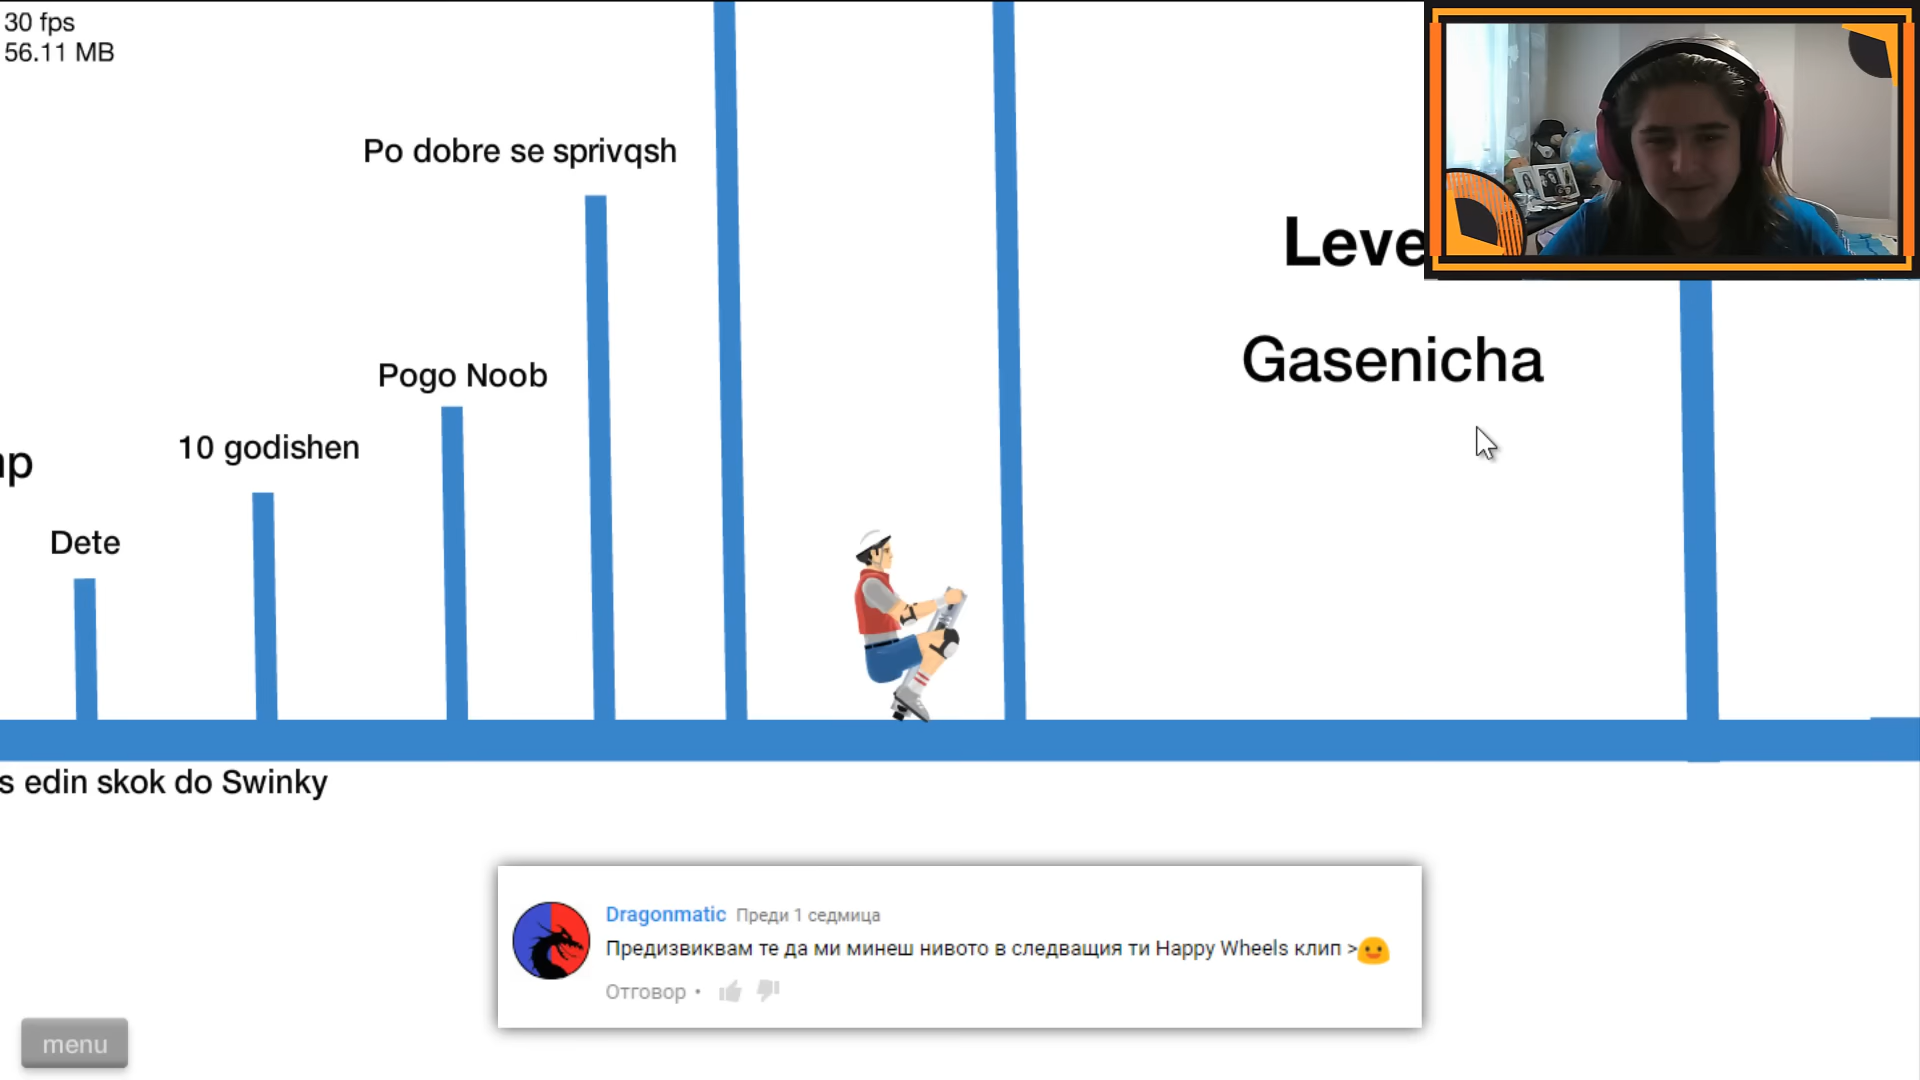 30 fps
56.11 MB
Po dobre se sprivqsh
Leve
Gasenicha
Pogo Noob
10 godishen
np
Dete
s edin skok do Swinky
Dragonmatic Преди 1 седмица
Предизвиквам те да ми минеш нивото в следващия ти Happy Wheels клип >
Отговор •
menu